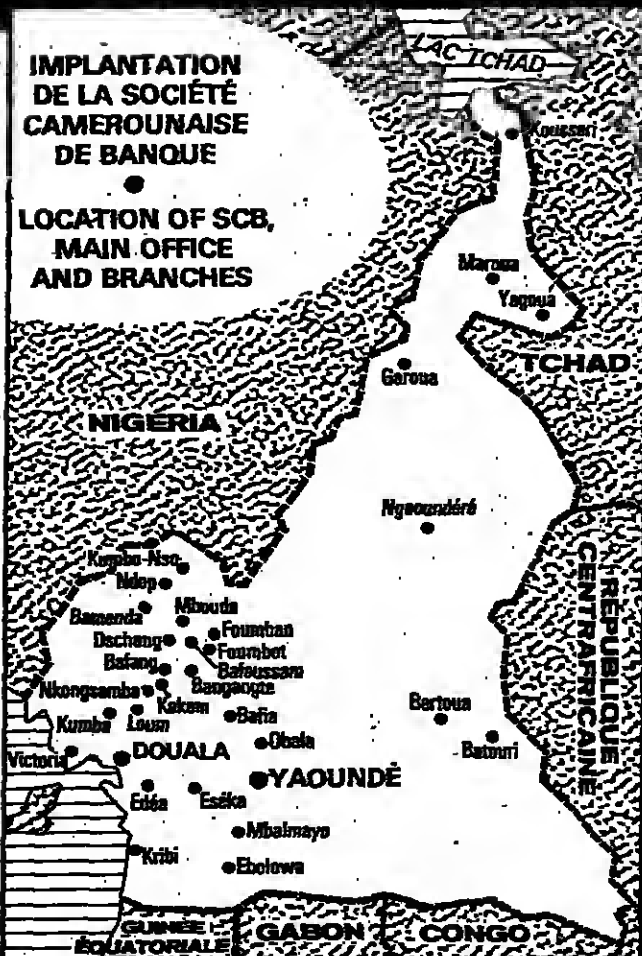 IMPLANTATION
DE LA SOCIÉTÉ
CAMEROUNAISE
DE BANQUE
LOCATION OF SCB,
MAIN OFFICE
AND BRANCHES
LAC TCHAD
Kousseri
Maroua
Yagoua
TCHAD
Garoua
NIGÉRIA
Ngaoundéré
RÉPUBLIQUE
CENTRAFRICAINE
Kumbo-Nso
Ndop
Bamenda
Mbouda
Dschang
Foumban
Foumbot
Bafang
Bafoussam
Nkongsamba
Bangangte
Kekem
Kumba
Loum
Bafia
Bertoua
Obala
Batouri
Victoria
DOUALA
YAOUNDÉ
Edéa
Eséka
Mbalmayo
Kribi
Ebolowa
GUINÉE
ÉQUATORIALE
GABON
CONGO